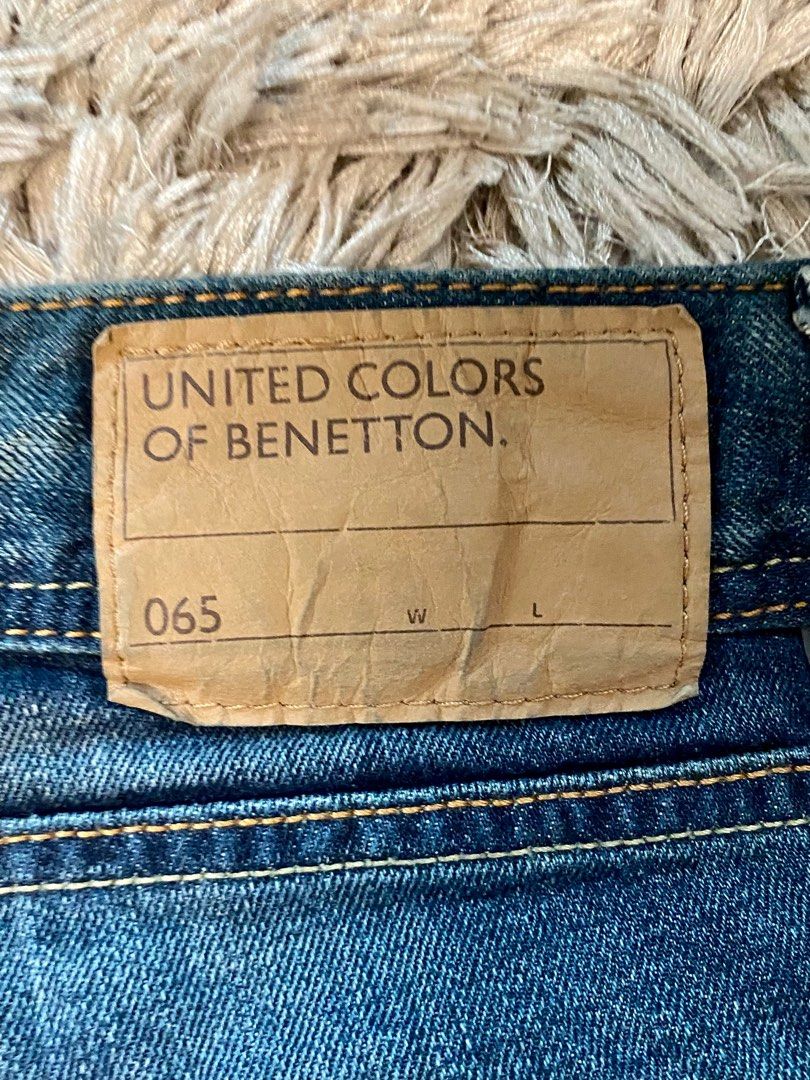 UNITED COLORS
OF BENETTON.
065 W L